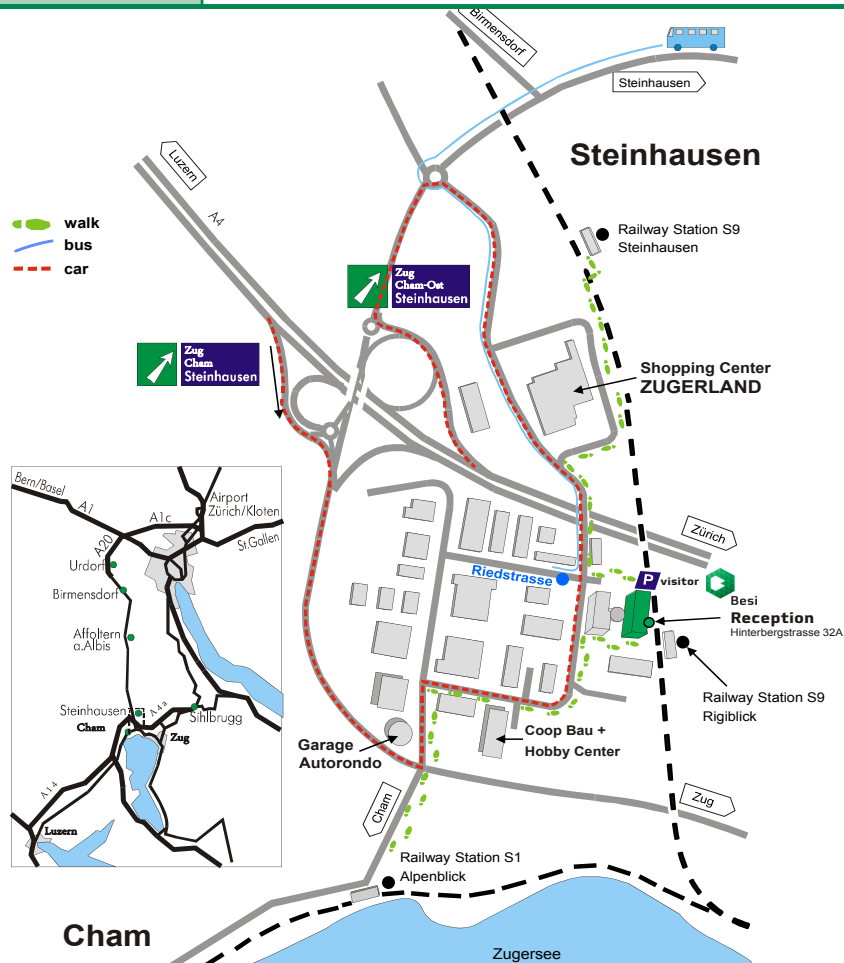 Birmensdorf
Steinhausen
Steinhausen
Luzern
A4
walk
bus
car
Railway Station S9
Steinhausen
Zug
Cham-Ost
Steinhausen
Zug
Cham
Steinhausen
Shopping Center
ZUGERLAND
Bern/Basel
A1
A1c
Airport
Zürich/Kloten
St.Gallen
A20
Urdorf
Birmensdorf
Affoltern
a.Albis
Steinhausen
A4a
Sihlbrugg
Cham
Zug
A14
Luzern
Zürich
Riedstrasse
P
visitor
Besi
Reception
Hinterbergstrasse 32A
Railway Station S9
Rigiblick
Garage
Autorondo
Coop Bau +
Hobby Center
Cham
Zug
Railway Station S1
Alpenblick
Cham
Zugersee